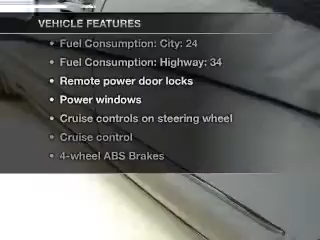 VEHICLE FEATURES
• Fuel Consumption: City: 24
• Fuel Consumption: Highway: 34
• Remote power door locks
• Power windows
• Cruise controls on steering wheel
• Cruise control
• 4-wheel ABS Brakes